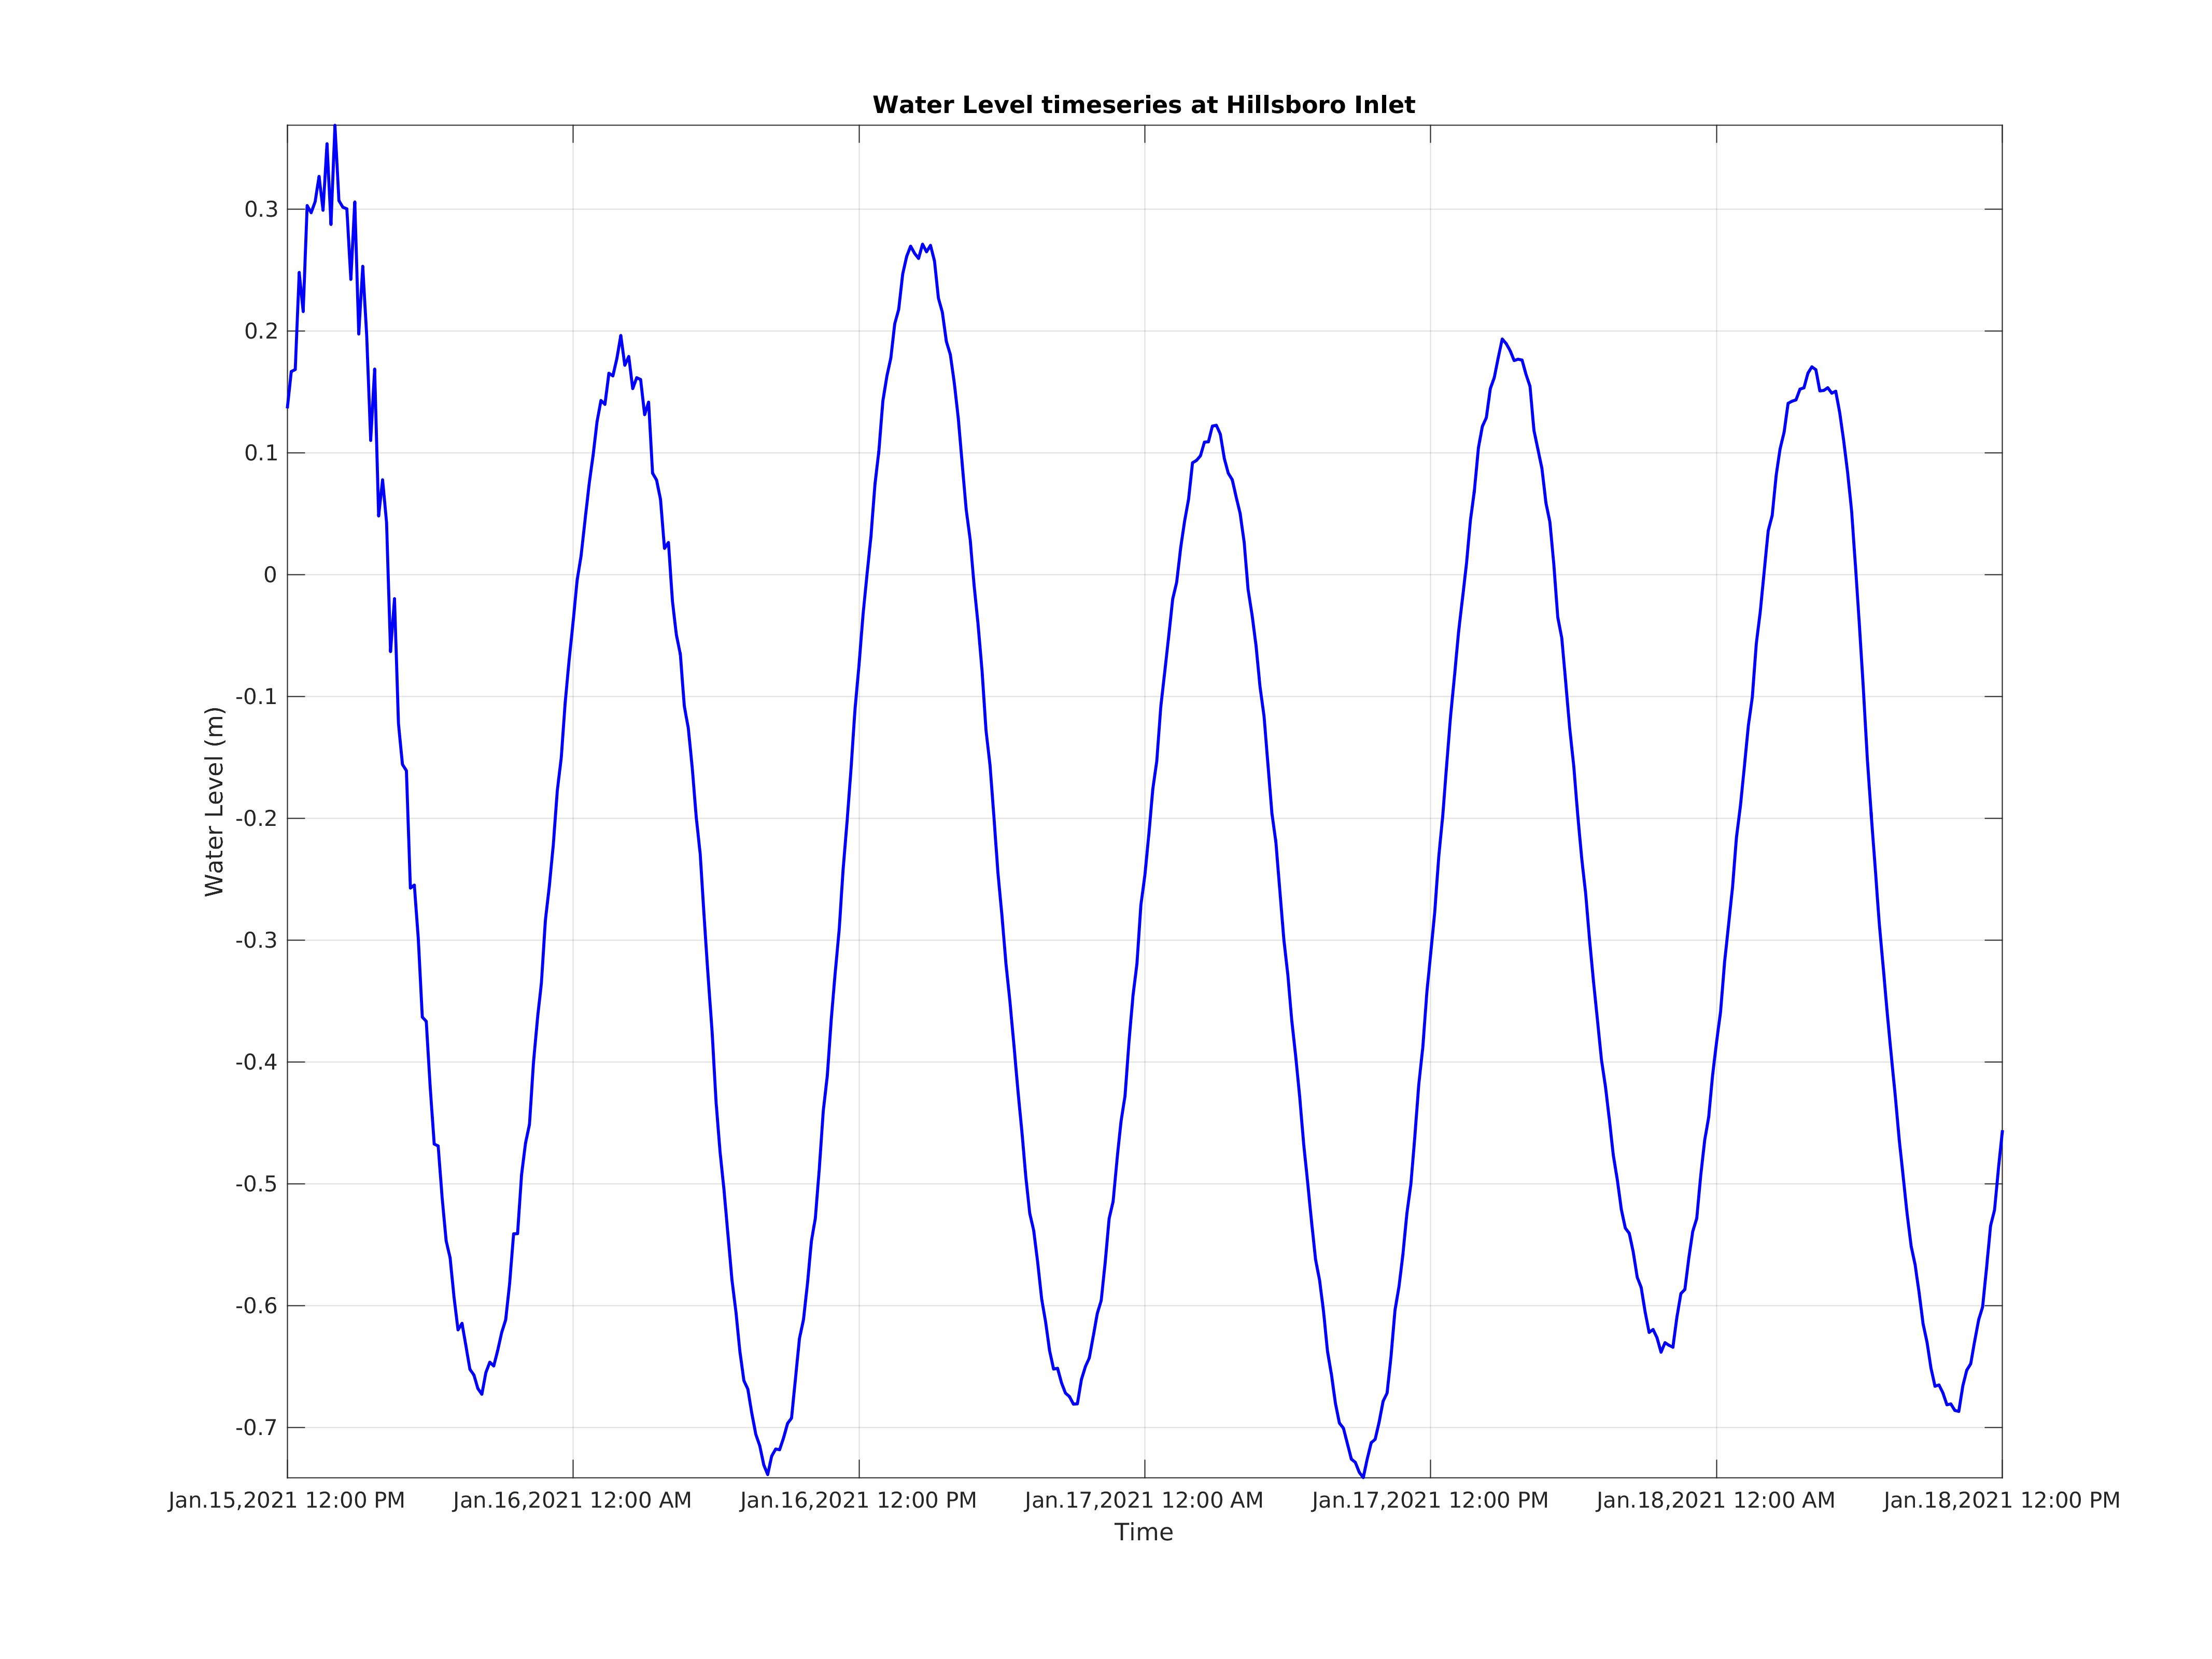 Water Level timeseries at Hillsboro Inlet
0.3
0.2
0.1
0
-0.1
-0.2
-0.3
-0.4
-0.5
-0.6
-0.7
Water Level (m)
Jan.15,2021 12:00 PM
Jan.16,2021 12:00 AM
Jan.16,2021 12:00 PM
Jan.17,2021 12:00 AM
Jan.17,2021 12:00 PM
Jan.18,2021 12:00 AM
Jan.18,2021 12:00 PM
Time